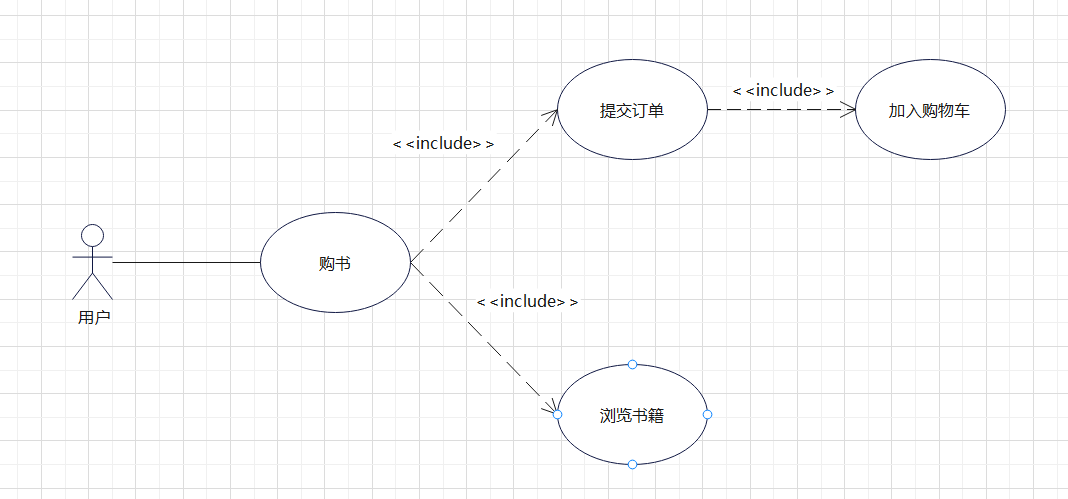 < <include> >
提交订单
加入购物车
< <include> >
购书
用户
< <include> >
浏览书籍